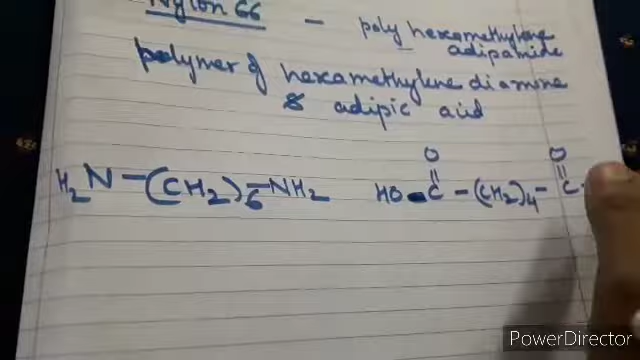 Nylon 66 - poly hexamethylene
adipamide
polymer of hexamethylene diamine
& adipic acid
H2N-(CH2)6-NH2
O O
HO-C-(CH2)4-C-
PowerDirector